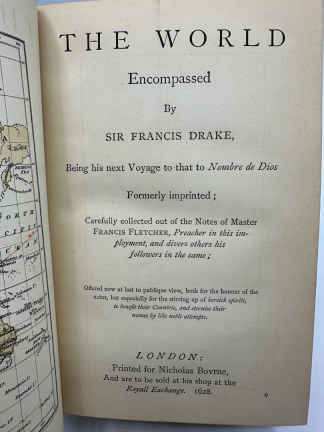 THE WORLD
Encompassed
By
SIR FRANCIS DRAKE,
Being his next Voyage to that to Nombre de Dios
Formerly imprinted;
Carefully collected out of the Notes of Master
FRANCIS FLETCHER, Preacher in this im-
ployment, and divers others his
followers in the same;
Offered now at last to publique view, both for the honour of the
actor, but especially for the stirring up of heroick spirits,
to benefit their Countrie, and eternize their
names by like noble attempts.
LONDON:
Printed for Nicholas Bovrne,
And are to be sold at his shop at the
Royall Exchange. 1628.